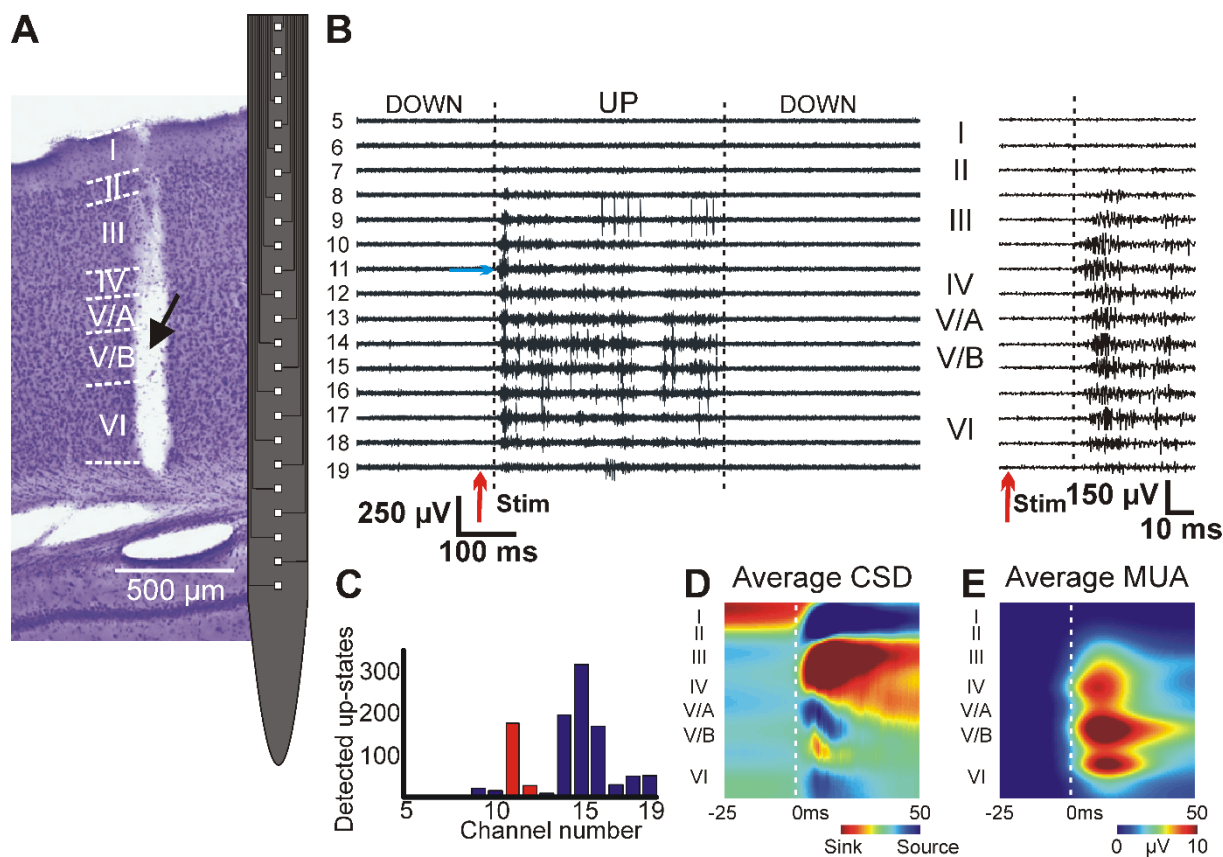 A
I
II
III
IV
V/A
V/B
VI
500 µm
B
DOWN UP DOWN
5
6
7
8
9
10
11
12
13
14
15
16
17
18
19
I
II
III
IV
V/A
V/B
VI
Stim
250 µV
100 ms
Stim 150 µV
10 ms
C
Detected up-states
300
200
100
5 10 15 19
Channel number
D Average CSD
I
II
III
IV
V/A
V/B
VI
-25 0ms 50
Sink Source
E Average MUA
I
II
III
IV
V/A
V/B
VI
-25 0ms 50
0 µV 10